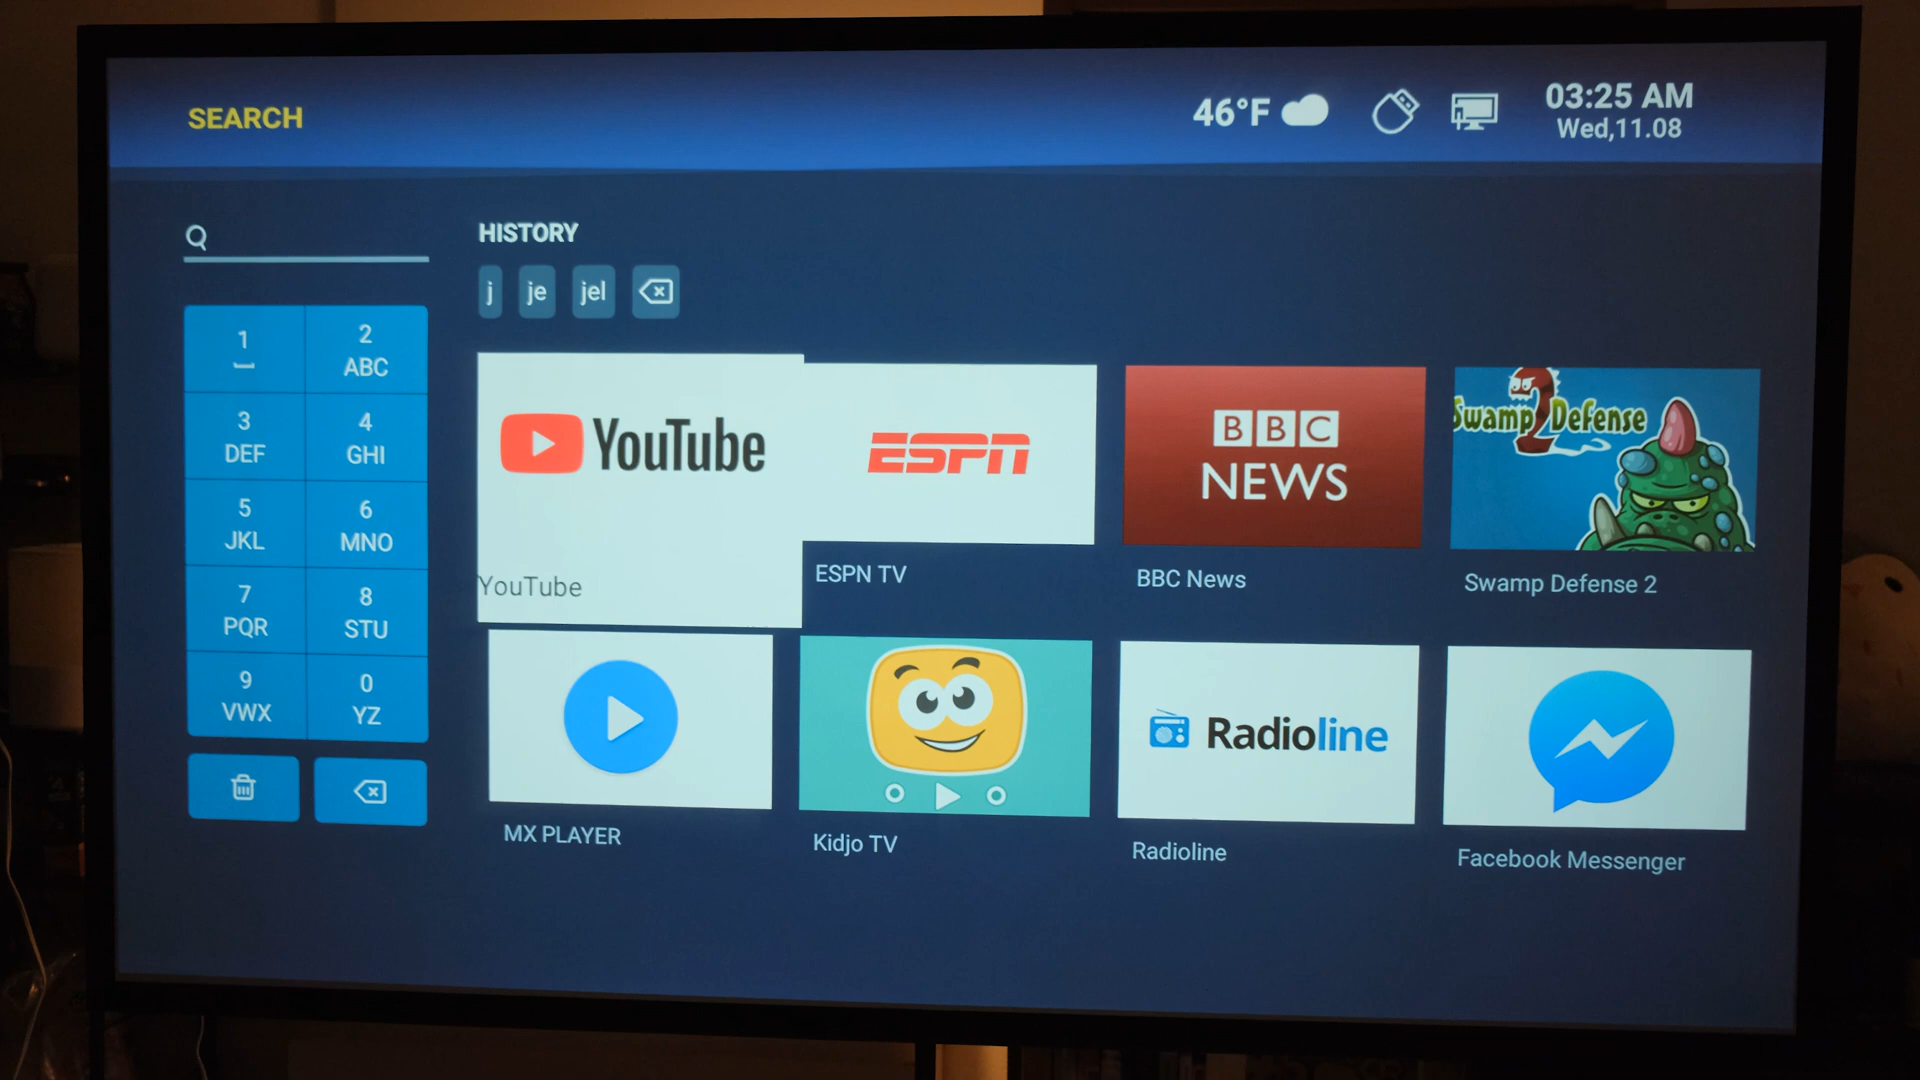 SEARCH
46°F
03:25 AM
Wed,11.08
HISTORY
j je jel
1
2
ABC
3
DEF
4
GHI
5
JKL
6
MNO
7
PQR
8
STU
9
VWX
0
YZ
YouTube
YouTube
ESPN
ESPN TV
BBC
NEWS
BBC News
Swamp 2 Defense
Swamp Defense 2
MX PLAYER
Kidjo TV
Radioline
Radioline
Facebook Messenger